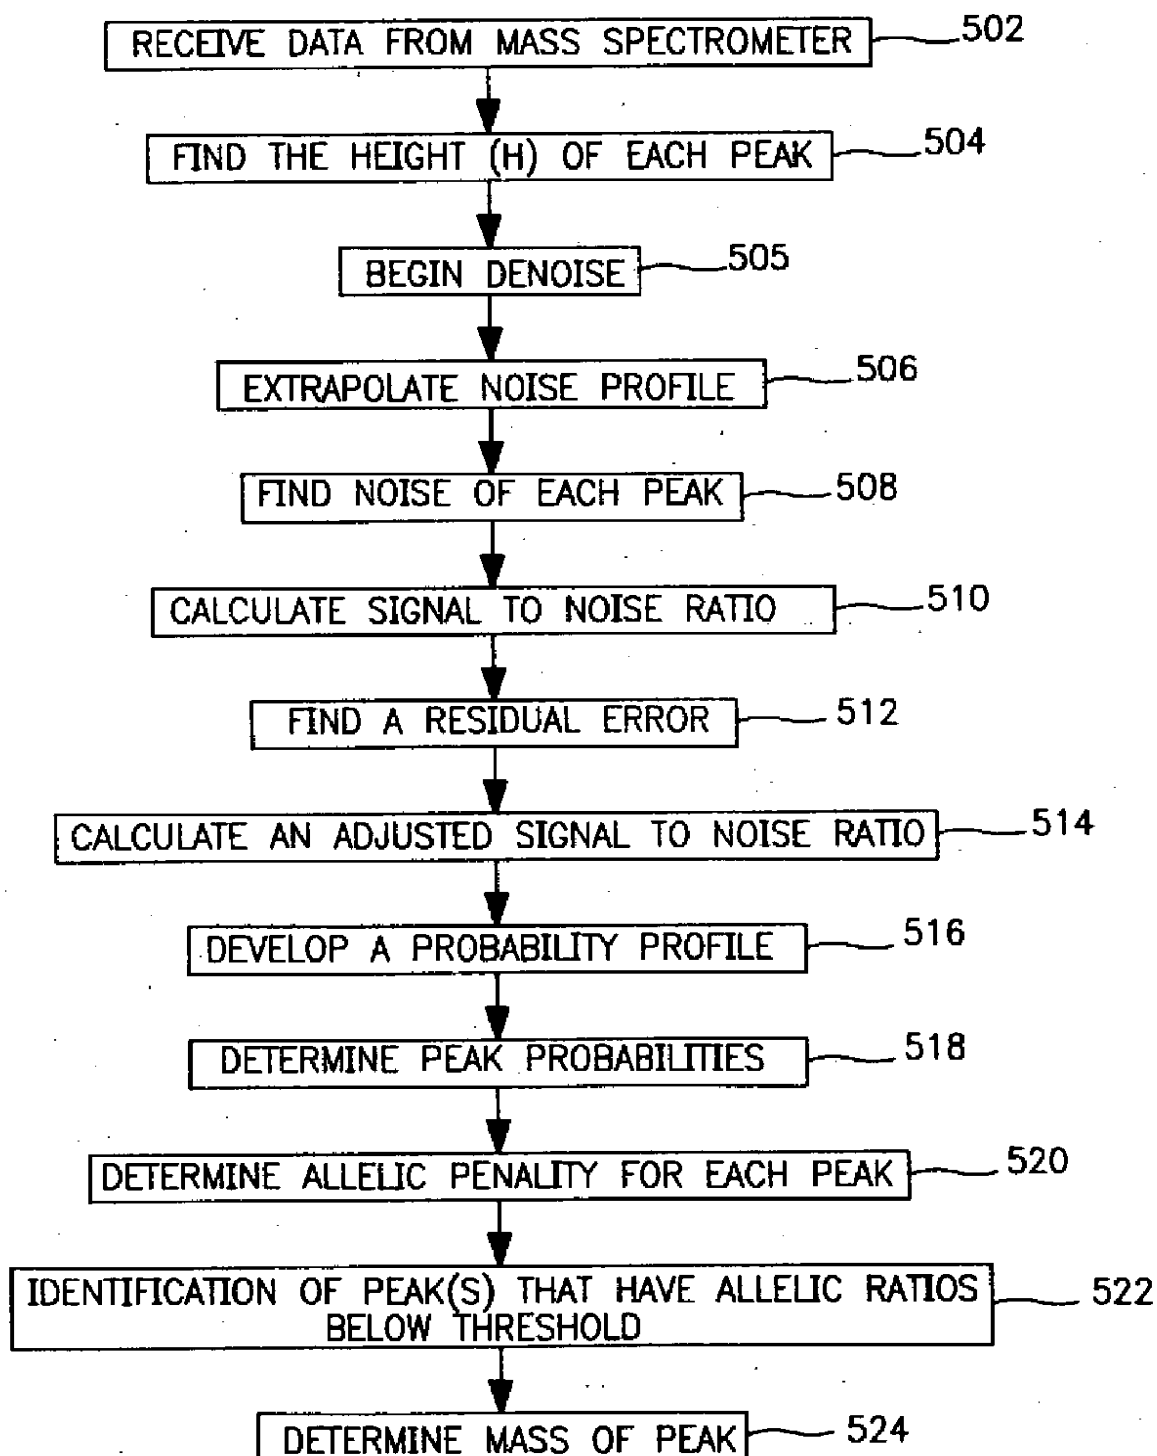 RECEIVE DATA FROM MASS SPECTROMETER 502
FIND THE HEIGHT (H) OF EACH PEAK 504
BEGIN DENOISE 505
EXTRAPOLATE NOISE PROFILE 506
FIND NOISE OF EACH PEAK 508
CALCULATE SIGNAL TO NOISE RATIO 510
FIND A RESIDUAL ERROR 512
CALCULATE AN ADJUSTED SIGNAL TO NOISE RATIO 514
DEVELOP A PROBABILITY PROFILE 516
DETERMINE PEAK PROBABILITIES 518
DETERMINE ALLELIC PENALITY FOR EACH PEAK 520
IDENTIFICATION OF PEAK(S) THAT HAVE ALLELIC RATIOS 522
BELOW THRESHOLD
DETERMINE MASS OF PEAK 524